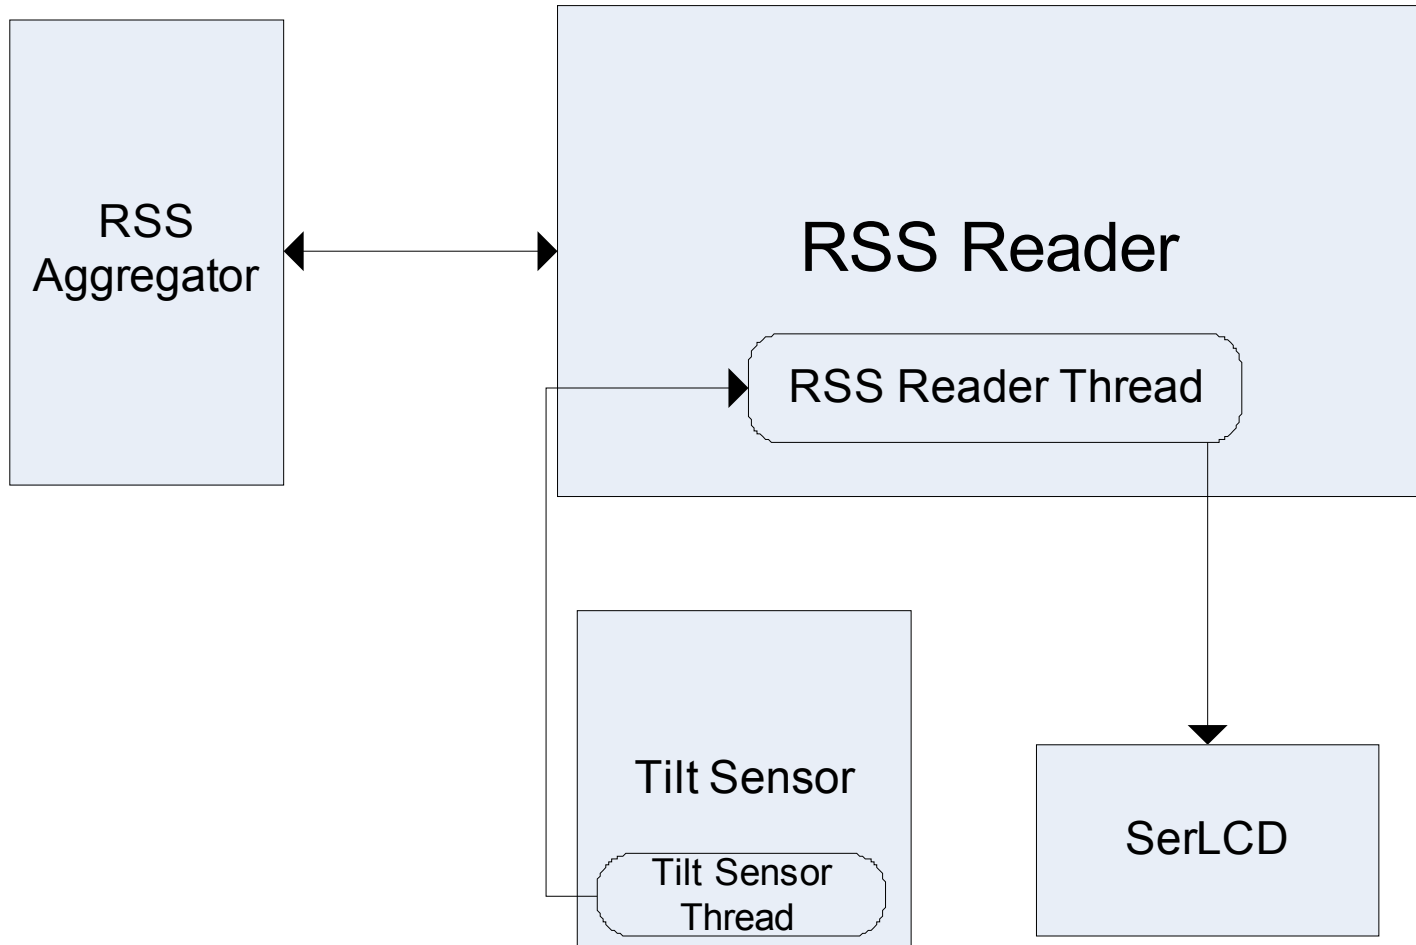 RSS
Aggregator
RSS Reader
RSS Reader Thread
Tilt Sensor
Tilt Sensor
Thread
SerLCD